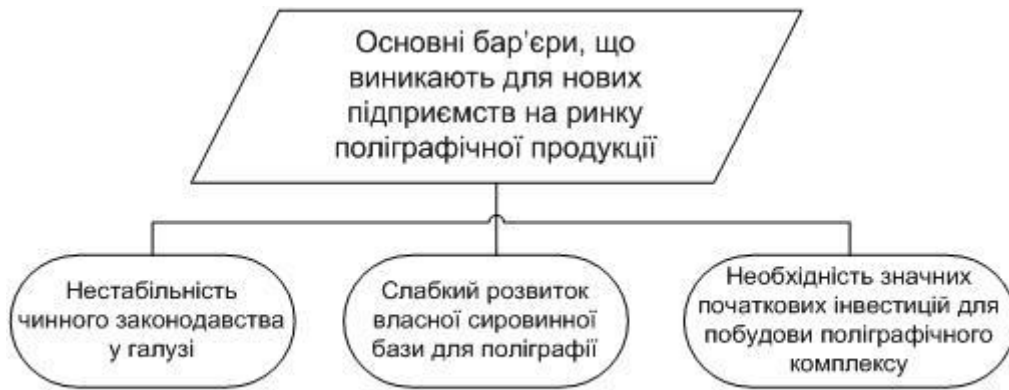 Основні бар’єри, що
виникають для нових
підприємств на ринку
поліграфічної продукції
Нестабільність
чинного законодавства
у галузі
Слабкий розвиток
власної сировинної
бази для поліграфії
Необхідність значних
початкових інвестицій для
побудови поліграфічного
комплексу